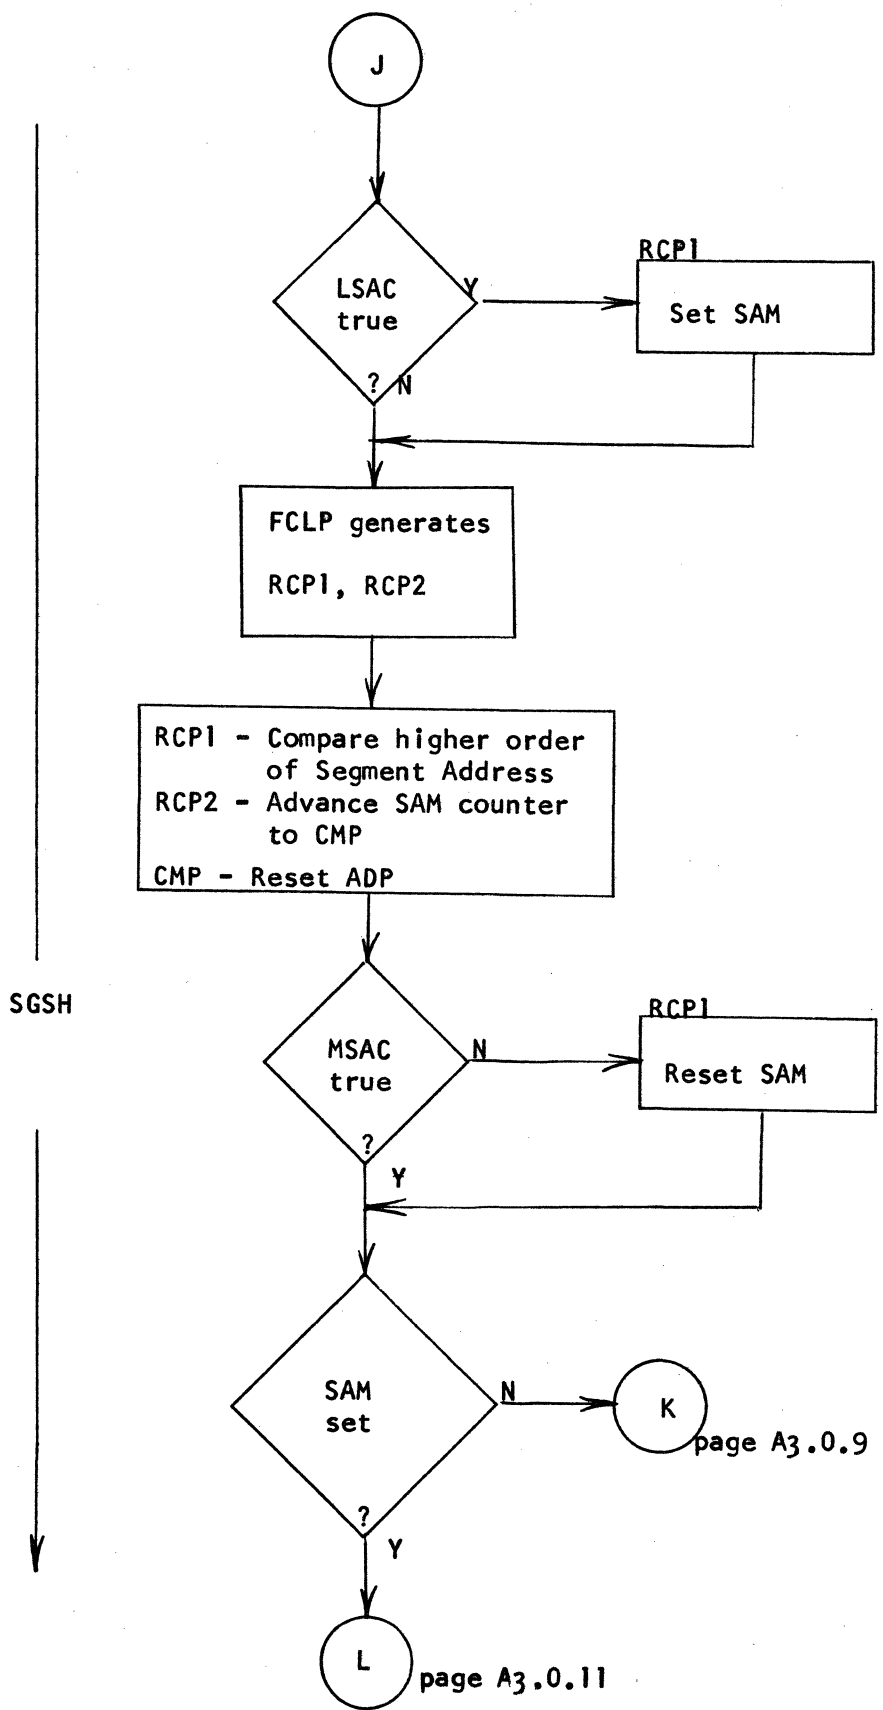 J
RCP1
LSAC
true
?
Y
N
Set SAM
FCLP generates
RCP1, RCP2
RCP1 - Compare higher order
of Segment Address
RCP2 - Advance SAM counter
to CMP
CMP - Reset ADP
SGSH
RCP1
MSAC
true
?
N
Y
Reset SAM
SAM
set
?
N
Y
K
page A3.0.9
L
page A3.0.11